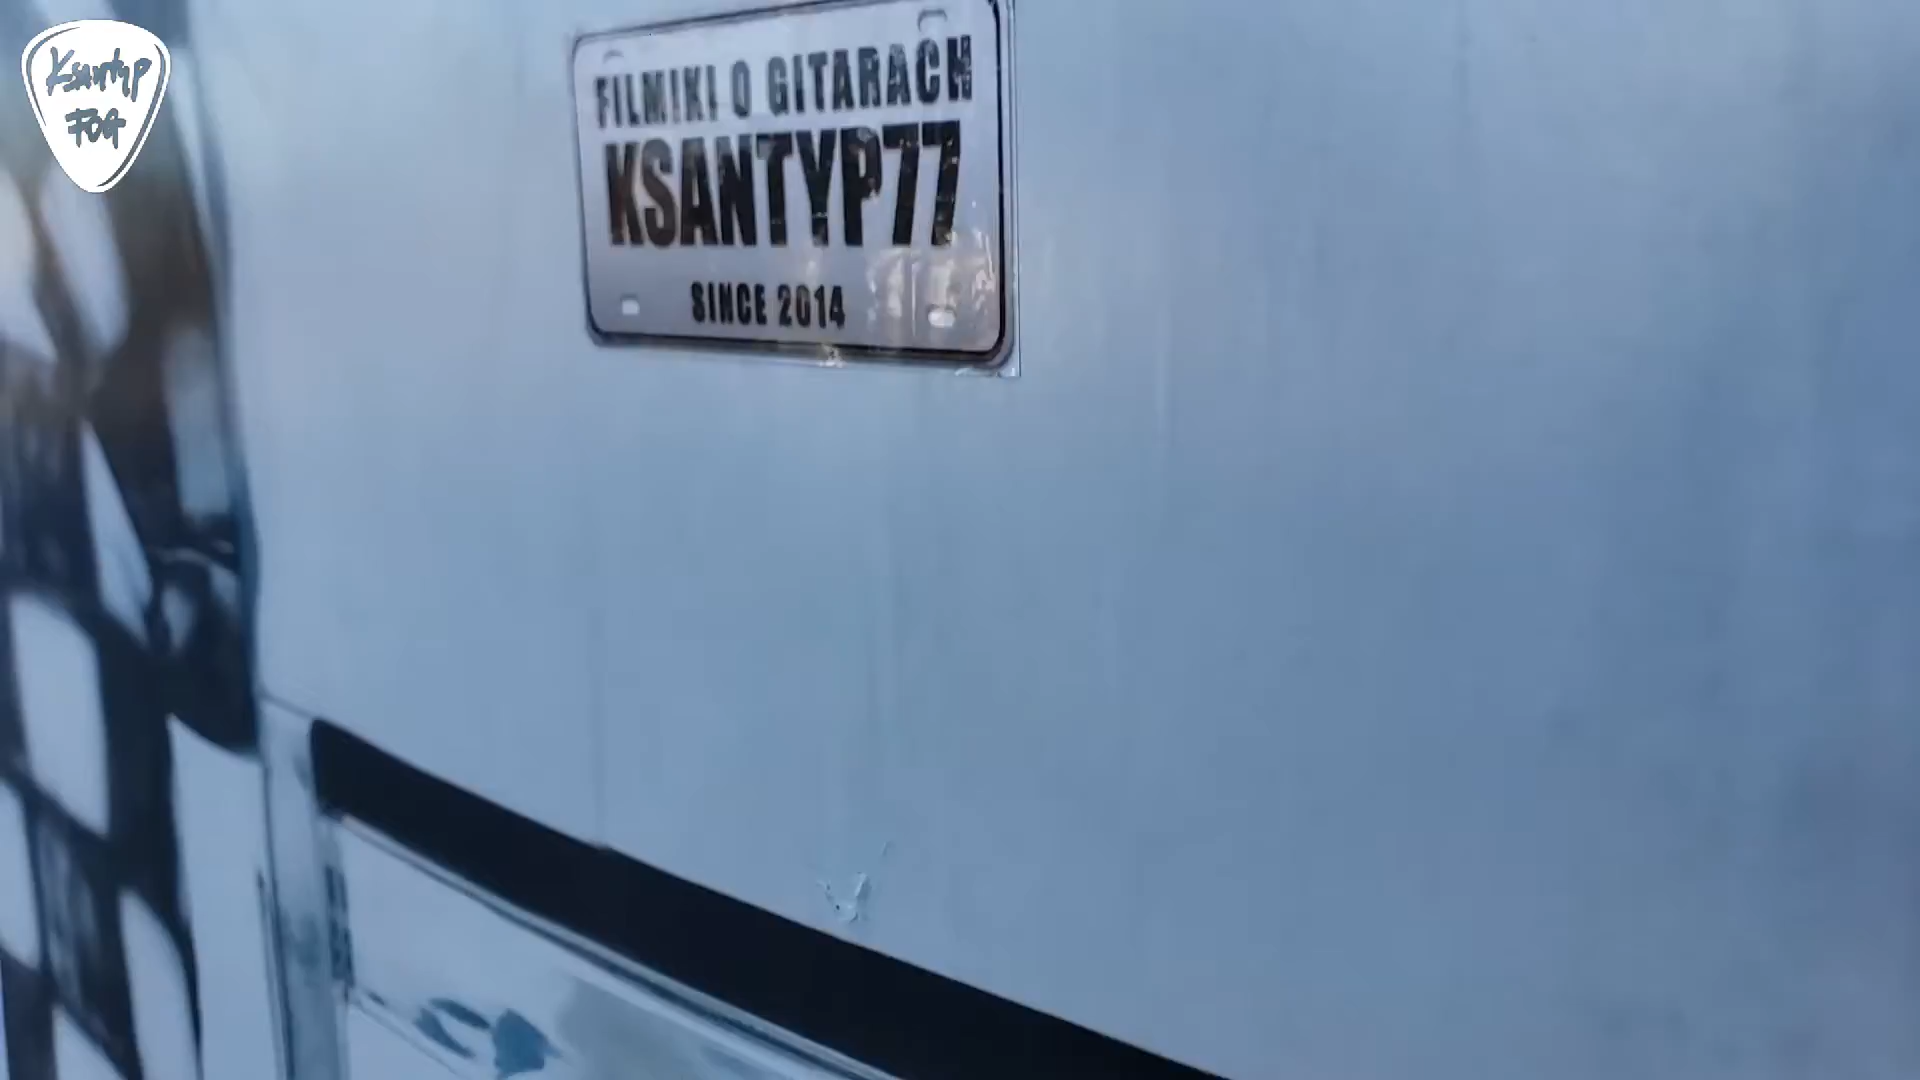 Ksantyp
FOG
FILMIKI O GITARACH
KSANTYP77
SINCE 2014